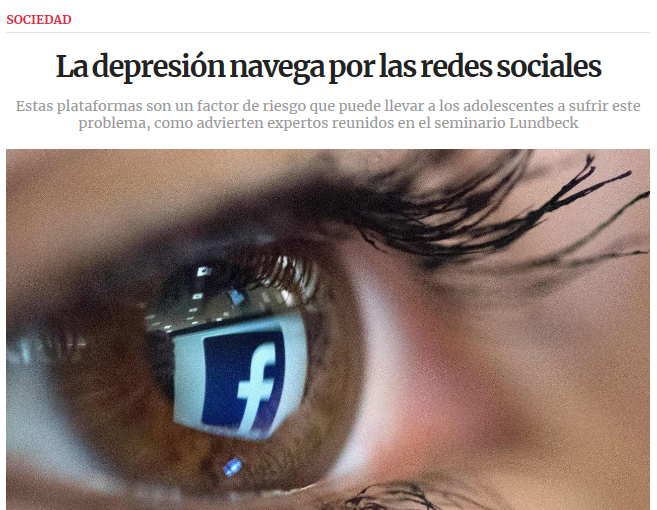 SOCIEDAD
La depresión navega por las redes sociales
Estas plataformas son un factor de riesgo que puede llevar a los adolescentes a sufrir este
problema, como advierten expertos reunidos en el seminario Lundbeck
f